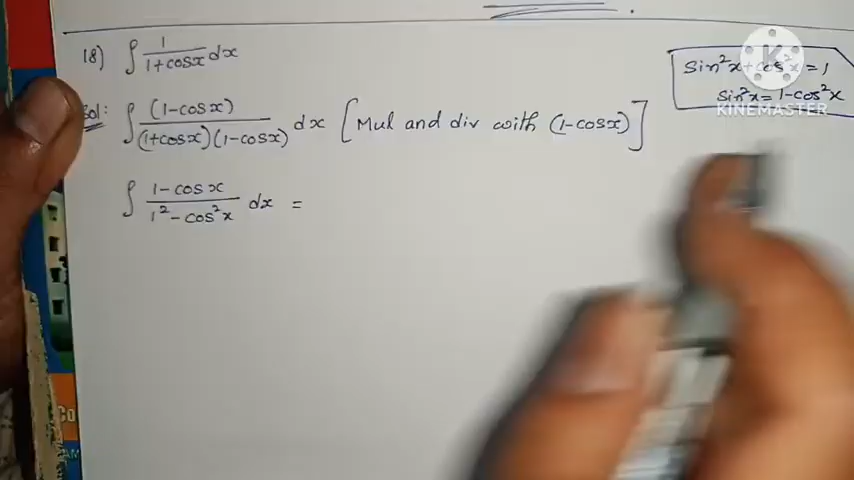 18) ∫ 1/(1+cosx) dx
sin²x+cos²x=1
sin²x=1-cos²x
KINEMASTER
Sol: ∫ (1-cosx)/((1+cosx)(1-cosx)) dx [Mul and div with (1-cosx)]
∫ (1-cosx)/(1²-cos²x) dx =